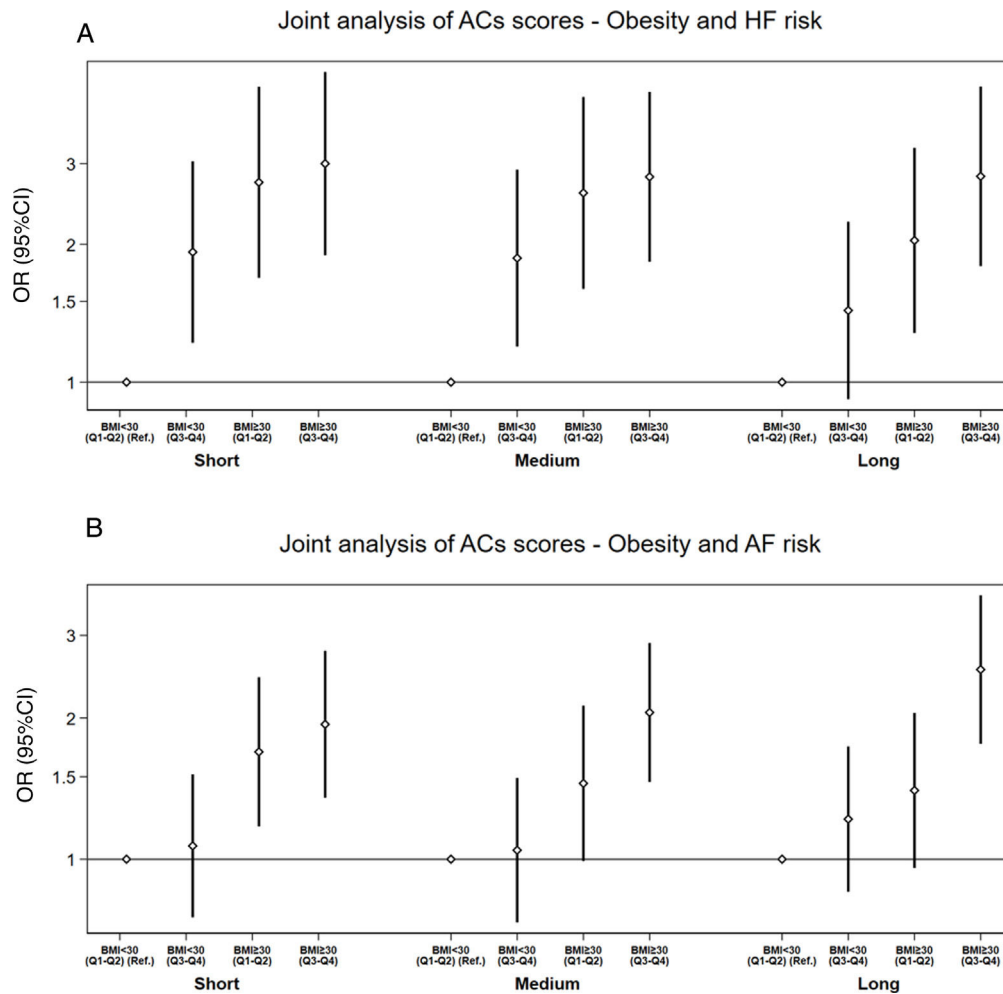 A
Joint analysis of ACs scores - Obesity and HF risk
OR (95%CI)
3
2
1.5
1
BMI<30 BMI<30 BMI≥30 BMI≥30 BMI<30 BMI<30 BMI≥30 BMI≥30 BMI<30 BMI<30 BMI≥30 BMI≥30
(Q1-Q2) (Ref.) (Q3-Q4) (Q1-Q2) (Q3-Q4) (Q1-Q2) (Ref.) (Q3-Q4) (Q1-Q2) (Q3-Q4) (Q1-Q2) (Ref.) (Q3-Q4) (Q1-Q2) (Q3-Q4)
Short Medium Long
B
Joint analysis of ACs scores - Obesity and AF risk
OR (95%CI)
3
2
1.5
1
BMI<30 BMI<30 BMI≥30 BMI≥30 BMI<30 BMI<30 BMI≥30 BMI≥30 BMI<30 BMI<30 BMI≥30 BMI≥30
(Q1-Q2) (Ref.) (Q3-Q4) (Q1-Q2) (Q3-Q4) (Q1-Q2) (Ref.) (Q3-Q4) (Q1-Q2) (Q3-Q4) (Q1-Q2) (Ref.) (Q3-Q4) (Q1-Q2) (Q3-Q4)
Short Medium Long